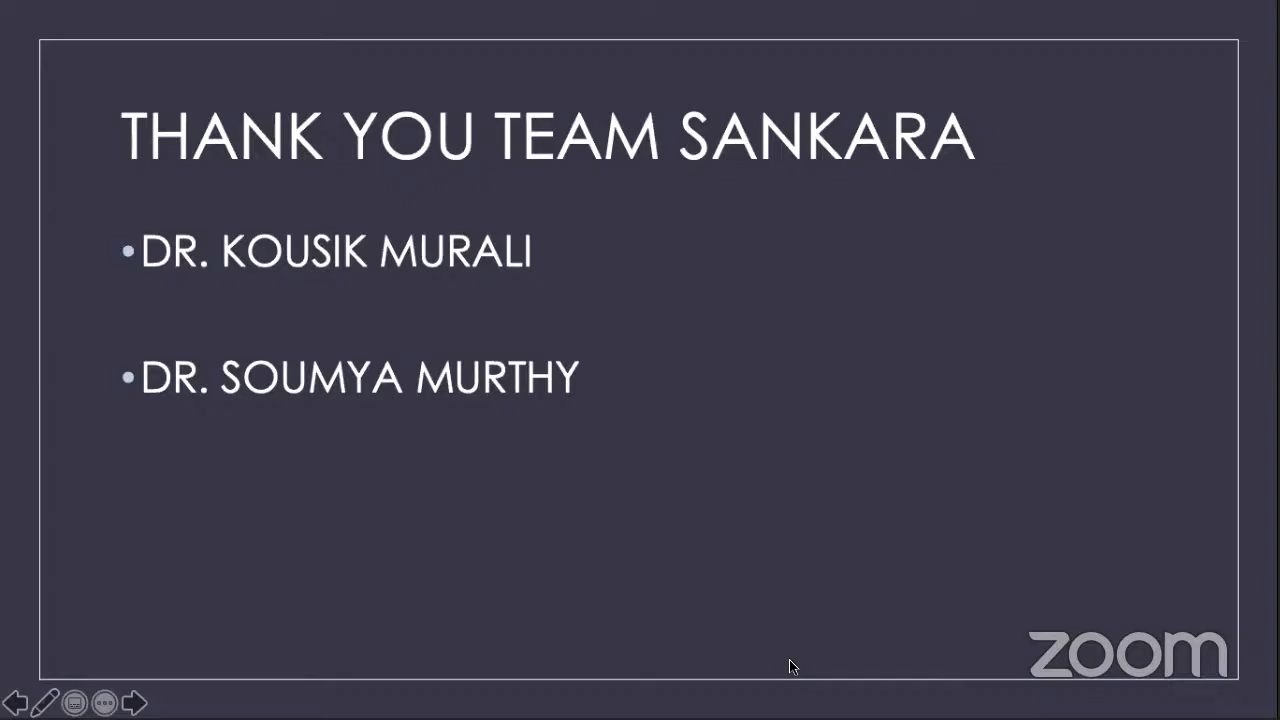 THANK YOU TEAM SANKARA
•DR. KOUSIK MURALI
•DR. SOUMYA MURTHY
zoom